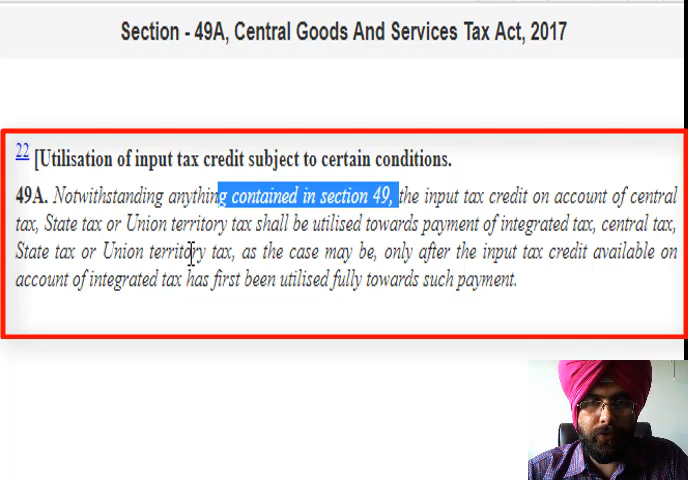 Section - 49A, Central Goods And Services Tax Act, 2017
22 [Utilisation of input tax credit subject to certain conditions.
49A. Notwithstanding anything contained in section 49, the input tax credit on account of central
tax, State tax or Union territory tax shall be utilised towards payment of integrated tax, central tax,
State tax or Union territory tax, as the case may be, only after the input tax credit available on
account of integrated tax has first been utilised fully towards such payment.